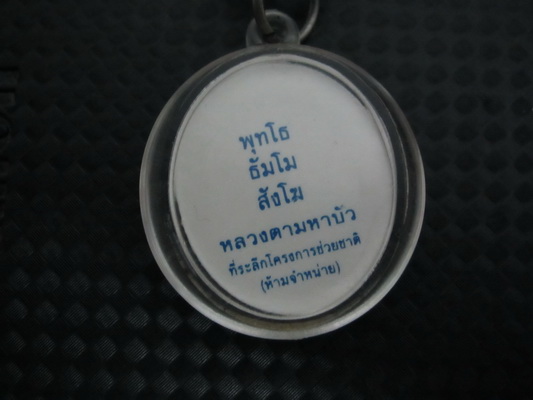 พุทโธ
ธัมโม
สังโฆ
หลวงตามหาบัว
ที่ระลึกโครงการช่วยชาติ
(ห้ามจำหน่าย)